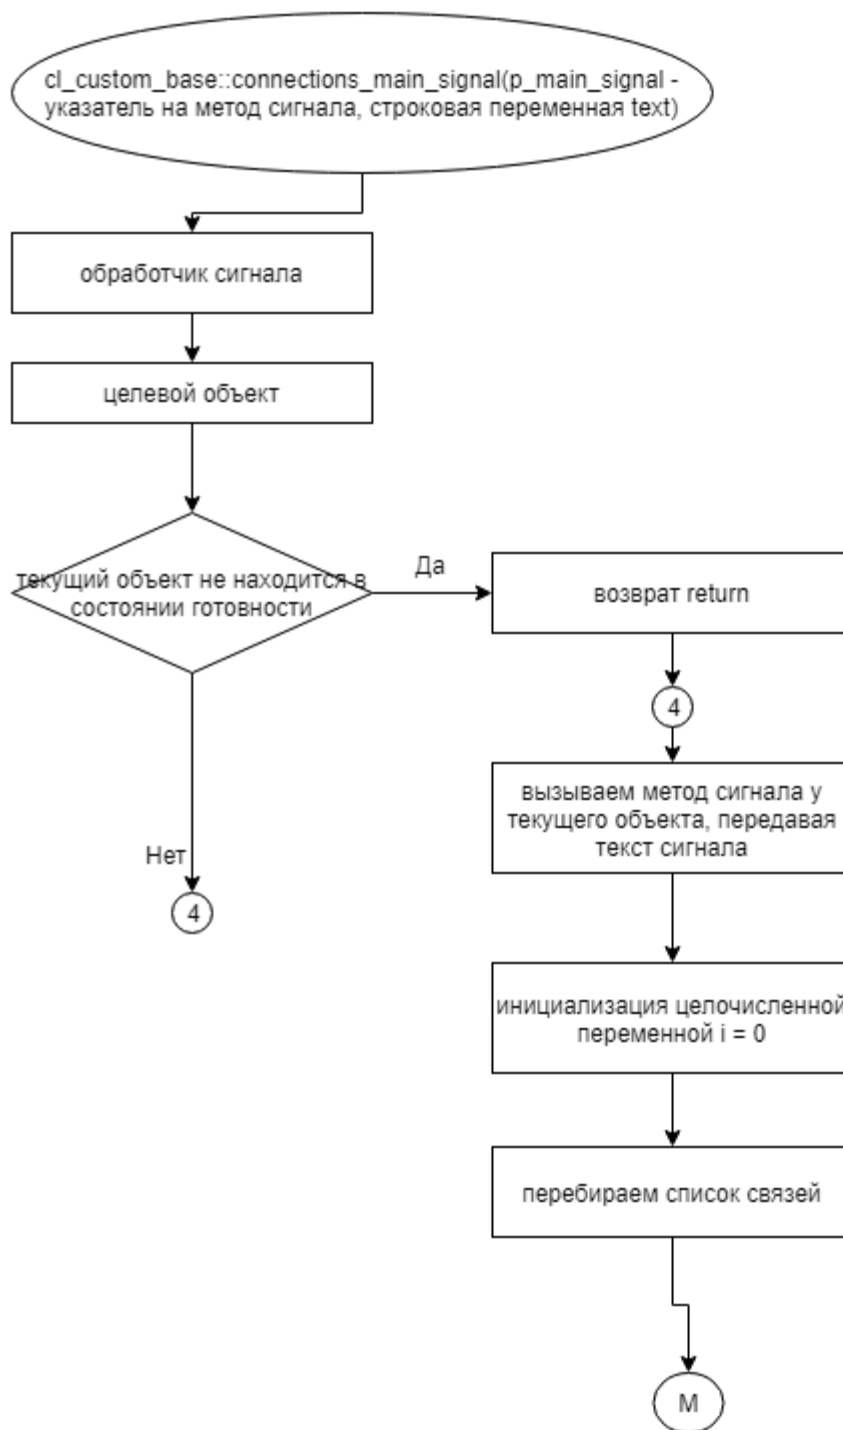 cl_custom_base::connections_main_signal(p_main_signal -
указатель на метод сигнала, строковая переменная text)
обработчик сигнала
целевой объект
текущий объект не находится в
состоянии готовности
Да
возврат return
4
вызываем метод сигнала у
текущего объекта, передавая
текст сигнала
Нет
4
инициализация целочисленной
переменной i = 0
перебираем список связей
М